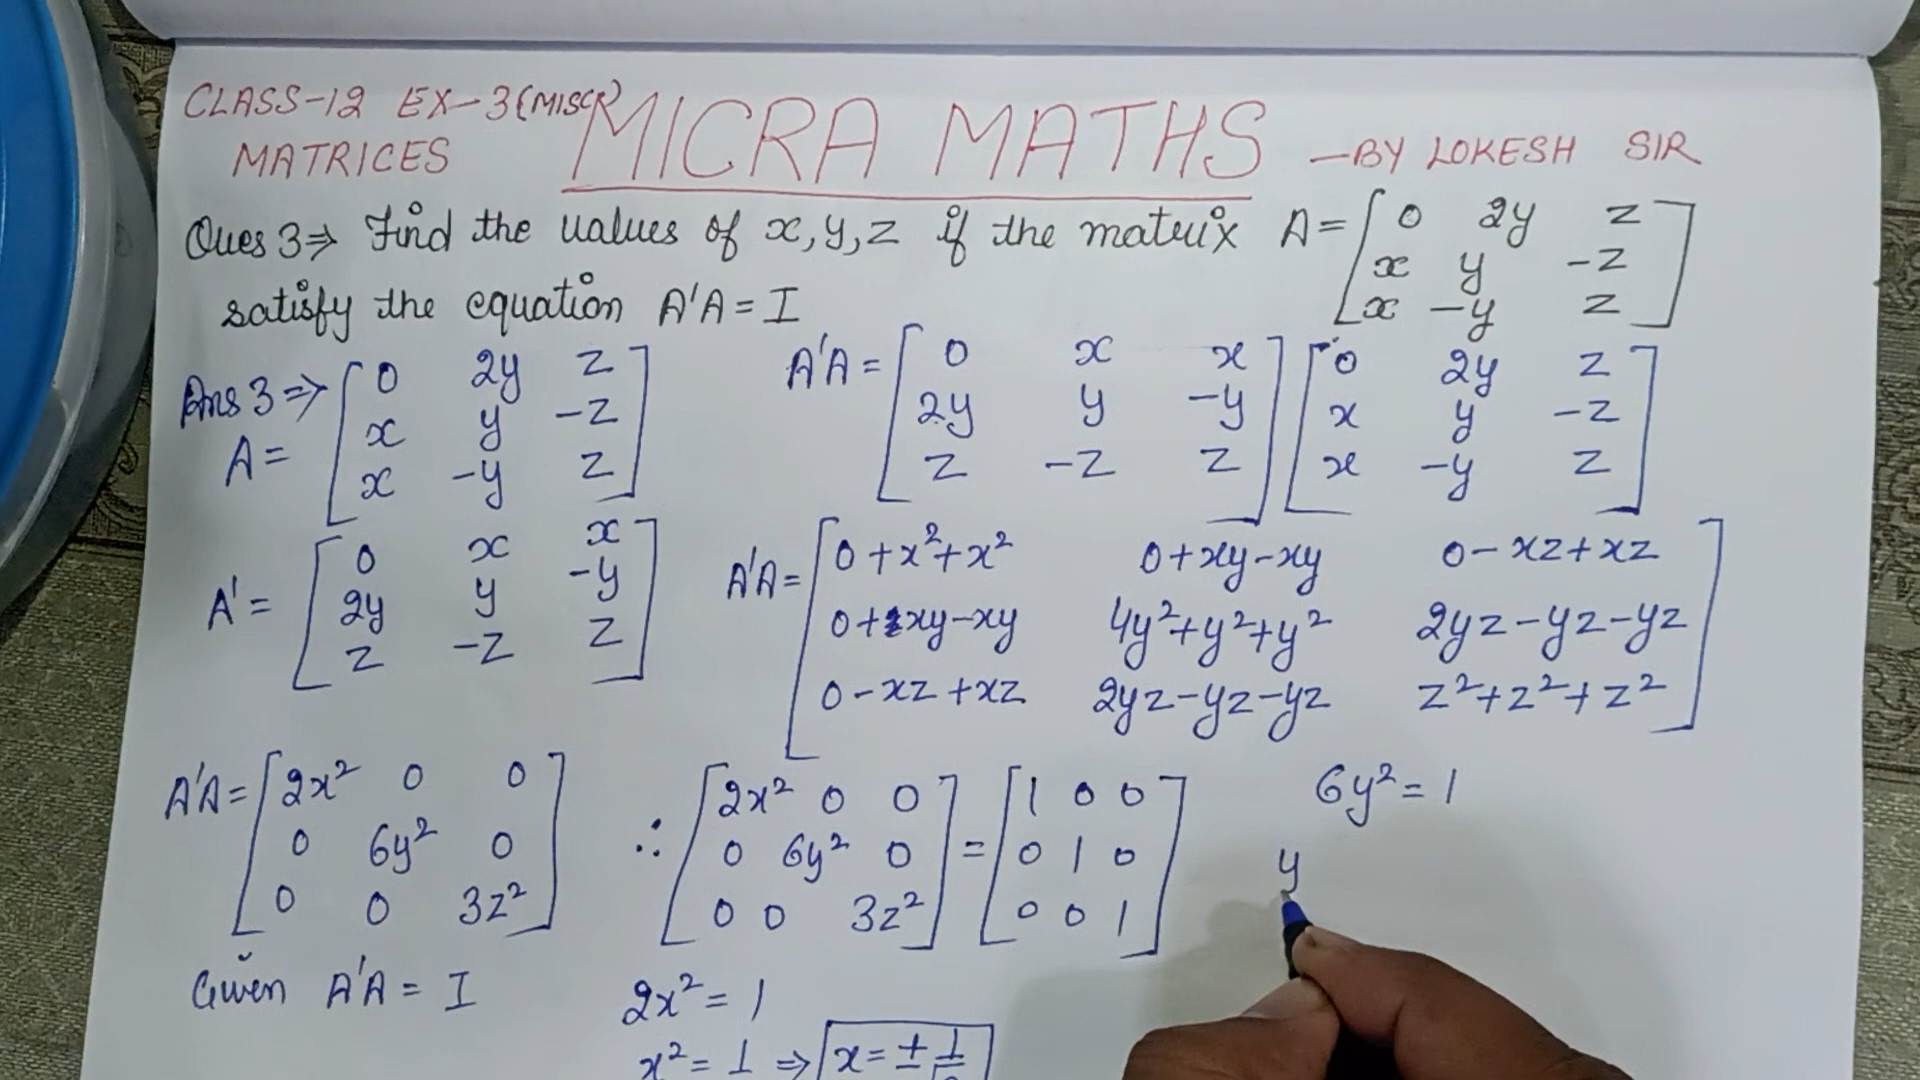 CLASS-12 EX-3(MISC) MICRA MATHS -BY LOKESH SIR
MATRICES
Ques 3⇒ Find the values of x, y, z if the matrix A = [0 2y z
x y -z
x -y z]
satisfy the equation A'A = I
Ans 3⇒
A = [0 2y z
x y -z
x -y z]
A' = [0 x x
2y y -y
z -z z]
A'A = [0 x x
2y y -y
z -z z] [0 2y z
x y -z
x -y z]
A'A = [0+x²+x² 0+xy-xy 0-xz+xz
0+xy-xy 4y²+y²+y² 2yz-yz-yz
0-xz+xz 2yz-yz-yz z²+z²+z²]
A'A = [2x² 0 0
0 6y² 0
0 0 3z²]
Given A'A = I
∴ [2x² 0 0
0 6y² 0
0 0 3z²] = [1 0 0
0 1 0
0 0 1]
2x² = 1
x² = 1 ⇒ x = ± 1
6y² = 1
y